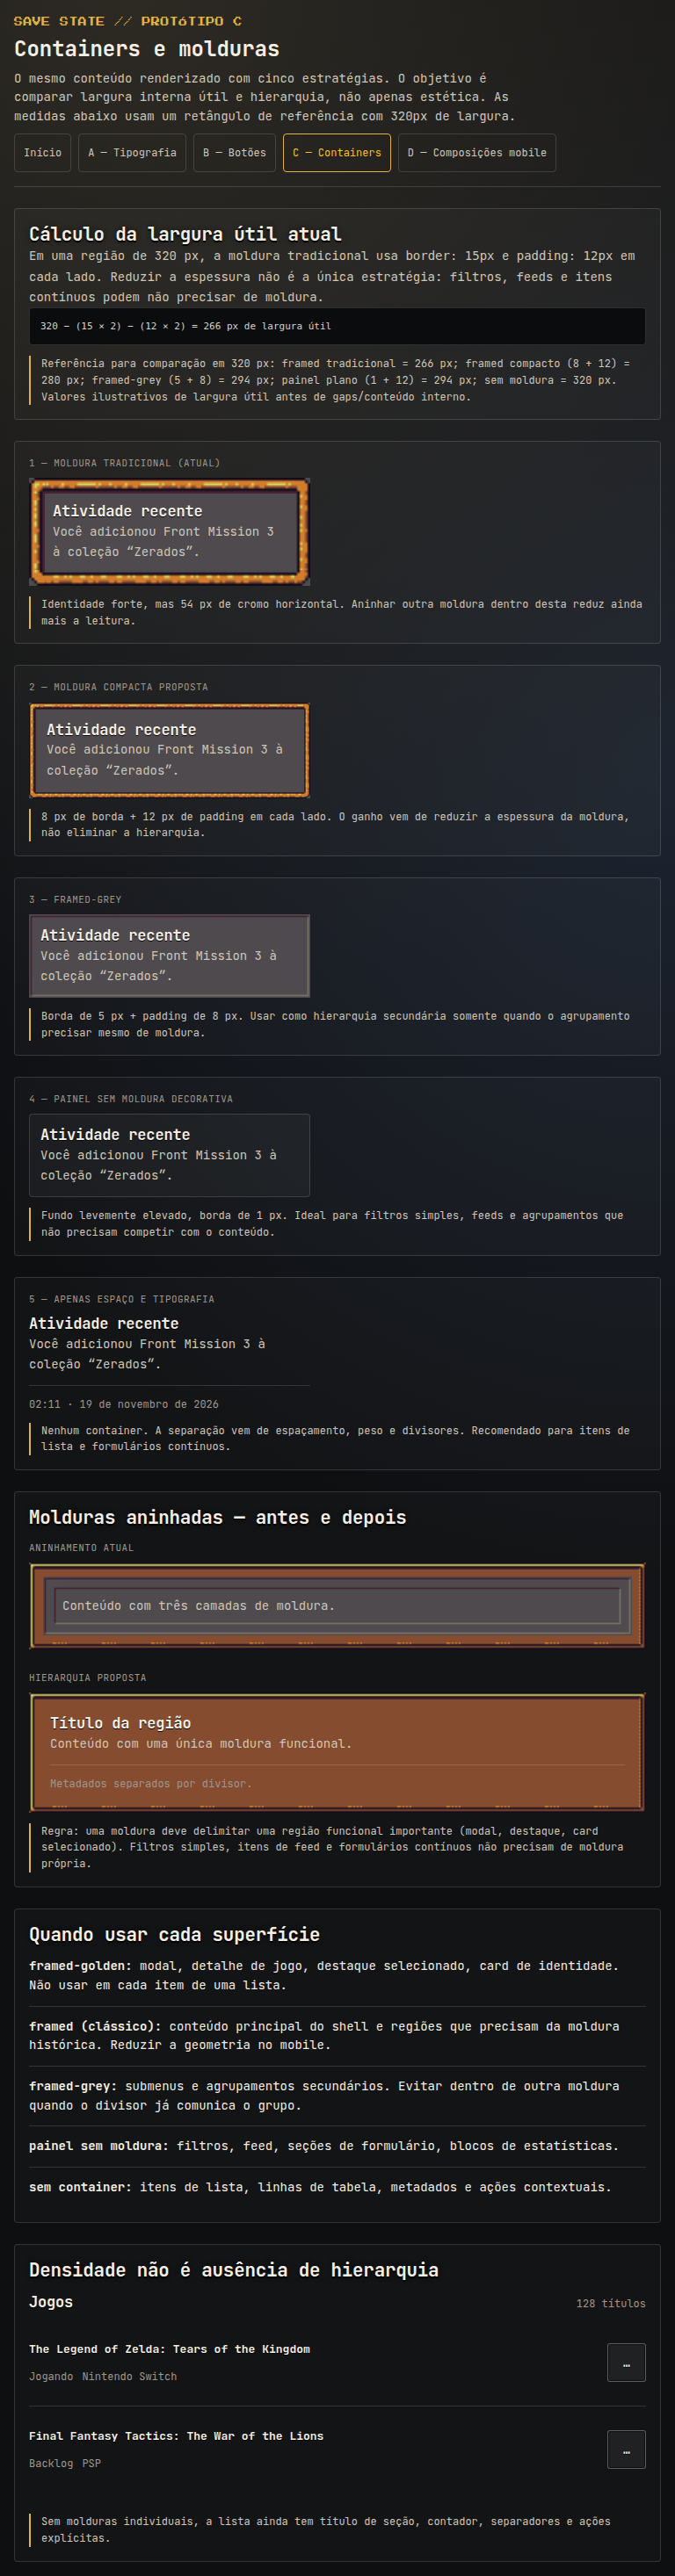 SAVE STATE // PROTóTIPO C
Containers e molduras
O mesmo conteúdo renderizado com cinco estratégias. O objetivo é
comparar largura interna útil e hierarquia, não apenas estética. As
medidas abaixo usam um retângulo de referência com 320px de largura.
Início
A — Tipografia
B — Botões
C — Containers
D — Composições mobile
Cálculo da largura útil atual
Em uma região de 320 px, a moldura tradicional usa border: 15px e padding: 12px em
cada lado. Reduzir a espessura não é a única estratégia: filtros, feeds e itens
contínuos podem não precisar de moldura.
320 − (15 × 2) − (12 × 2) = 266 px de largura útil
Referência para comparação em 320 px: framed tradicional = 266 px; framed compacto (8 + 12) =
280 px; framed-grey (5 + 8) = 294 px; painel plano (1 + 12) = 294 px; sem moldura = 320 px.
Valores ilustrativos de largura útil antes de gaps/conteúdo interno.
1 — MOLDURA TRADICIONAL (ATUAL)
Atividade recente
Você adicionou Front Mission 3
à coleção “Zerados”.
Identidade forte, mas 54 px de cromo horizontal. Aninhar outra moldura dentro desta reduz ainda
mais a leitura.
2 — MOLDURA COMPACTA PROPOSTA
Atividade recente
Você adicionou Front Mission 3 à
coleção “Zerados”.
8 px de borda + 12 px de padding em cada lado. O ganho vem de reduzir a espessura da moldura,
não eliminar a hierarquia.
3 — FRAMED-GREY
Atividade recente
Você adicionou Front Mission 3 à
coleção “Zerados”.
Borda de 5 px + padding de 8 px. Usar como hierarquia secundária somente quando o agrupamento
precisar mesmo de moldura.
4 — PAINEL SEM MOLDURA DECORATIVA
Atividade recente
Você adicionou Front Mission 3 à
coleção “Zerados”.
Fundo levemente elevado, borda de 1 px. Ideal para filtros simples, feeds e agrupamentos que
não precisam competir com o conteúdo.
5 — APENAS ESPAÇO E TIPOGRAFIA
Atividade recente
Você adicionou Front Mission 3 à
coleção “Zerados”.
02:11 · 19 de novembro de 2026
Nenhum container. A separação vem de espaçamento, peso e divisores. Recomendado para itens de
lista e formulários contínuos.
Molduras aninhadas — antes e depois
ANINHAMENTO ATUAL
Conteúdo com três camadas de moldura.
HIERARQUIA PROPOSTA
Título da região
Conteúdo com uma única moldura funcional.
Metadados separados por divisor.
Regra: uma moldura deve delimitar uma região funcional importante (modal, destaque, card
selecionado). Filtros simples, itens de feed e formulários contínuos não precisam de moldura
própria.
Quando usar cada superfície
framed-golden: modal, detalhe de jogo, destaque selecionado, card de identidade.
Não usar em cada item de uma lista.
framed (clássico): conteúdo principal do shell e regiões que precisam da moldura
histórica. Reduzir a geometria no mobile.
framed-grey: submenus e agrupamentos secundários. Evitar dentro de outra moldura
quando o divisor já comunica o grupo.
painel sem moldura: filtros, feed, seções de formulário, blocos de estatísticas.
sem container: itens de lista, linhas de tabela, metadados e ações contextuais.
Densidade não é ausência de hierarquia
Jogos
128 títulos
The Legend of Zelda: Tears of the Kingdom
Jogando Nintendo Switch
…
Final Fantasy Tactics: The War of the Lions
Backlog PSP
…
Sem molduras individuais, a lista ainda tem título de seção, contador, separadores e ações
explícitas.